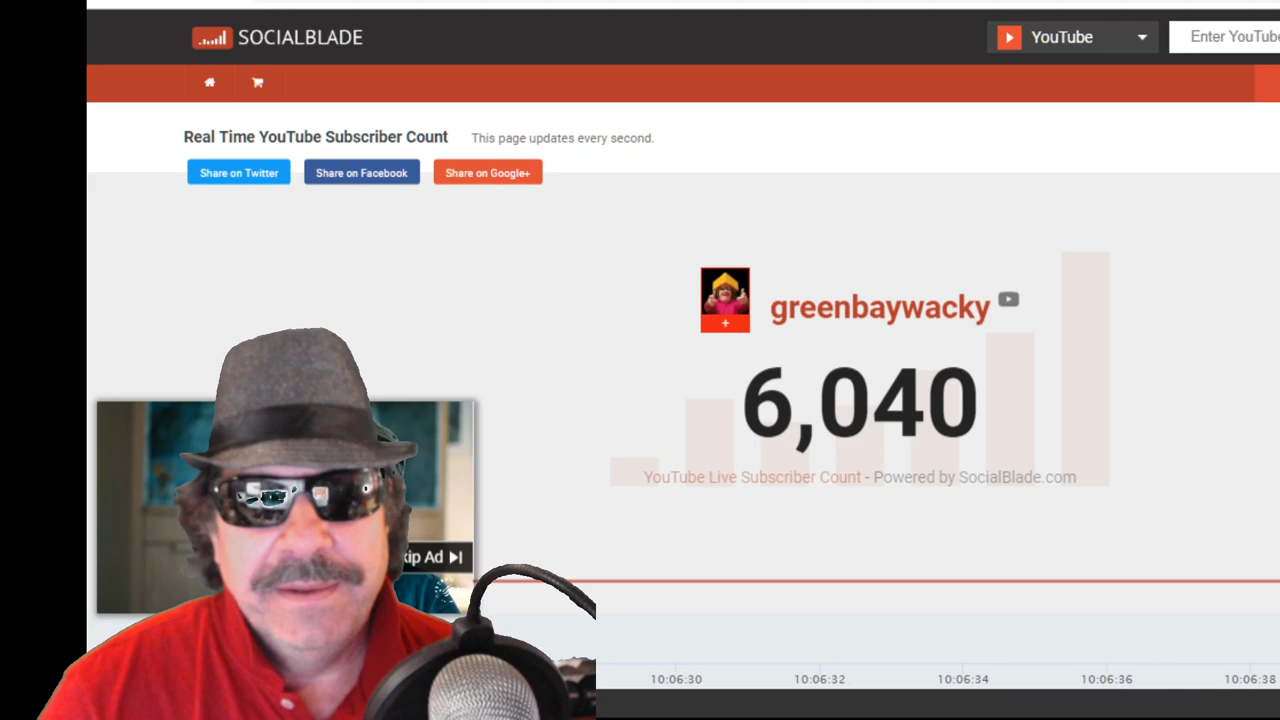 SOCIALBLADE
YouTube
Enter YouTube
Real Time YouTube Subscriber Count
This page updates every second.
Share on Twitter
Share on Facebook
Share on Google+
+
greenbaywacky
6,040
YouTube Live Subscriber Count - Powered by SocialBlade.com
kip Ad
10:06:30
10:06:32
10:06:34
10:06:36
10:06:38